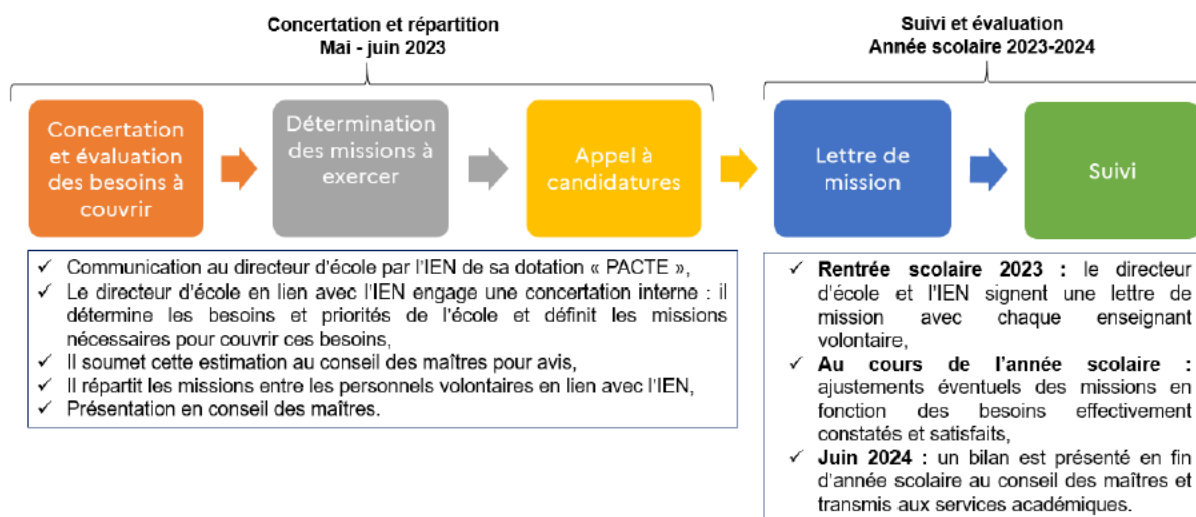 Concertation et répartition
Mai - juin 2023
Suivi et évaluation
Année scolaire 2023-2024
Concertation
et évaluation
des besoins à
couvrir
Détermination
des missions à
exercer
Appel à
candidatures
Lettre de
mission
Suivi
✓ Communication au directeur d'école par l'IEN de sa dotation « PACTE »,
✓ Le directeur d'école en lien avec l'IEN engage une concertation interne : il
détermine les besoins et priorités de l'école et définit les missions
nécessaires pour couvrir ces besoins,
✓ Il soumet cette estimation au conseil des maîtres pour avis,
✓ Il répartit les missions entre les personnels volontaires en lien avec l'IEN,
✓ Présentation en conseil des maîtres.
✓ Rentrée scolaire 2023 : le directeur
d'école et l'IEN signent une lettre de
mission avec chaque enseignant
volontaire,
✓ Au cours de l'année scolaire :
ajustements éventuels des missions en
fonction des besoins effectivement
constatés et satisfaits,
✓ Juin 2024 : un bilan est présenté en fin
d'année scolaire au conseil des maîtres et
transmis aux services académiques.